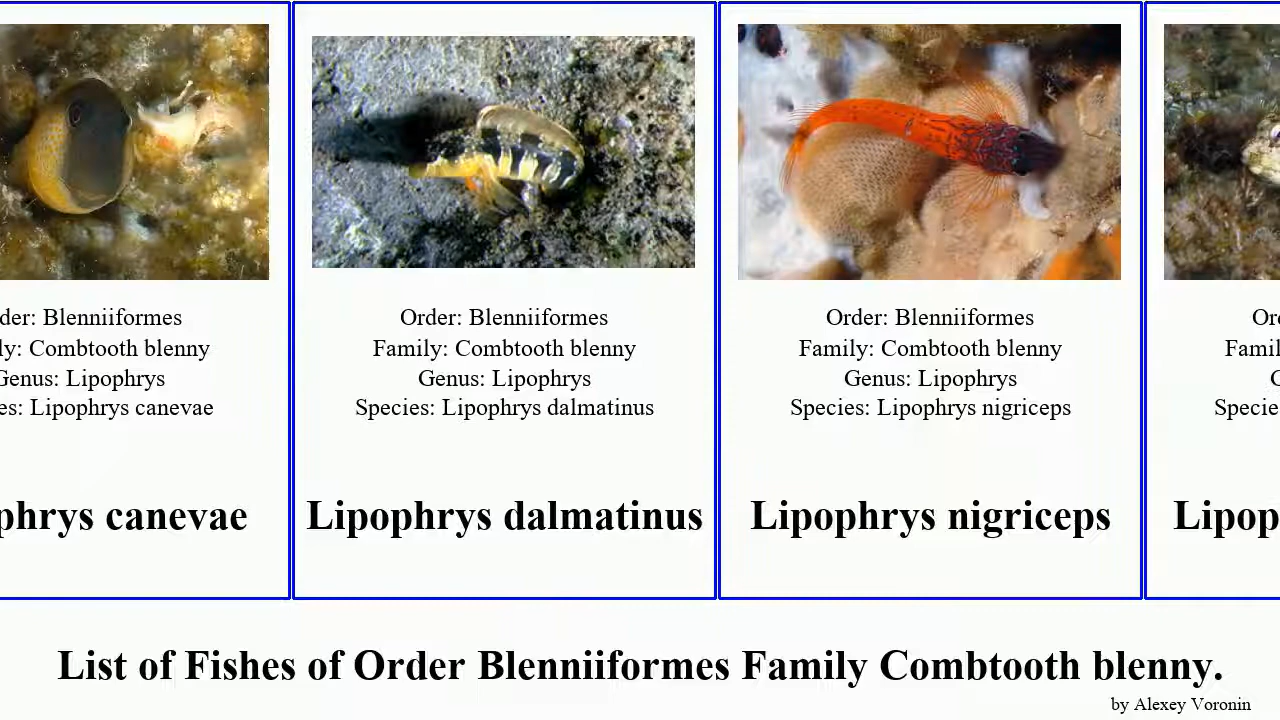 der: Blenniiformes
ly: Combtooth blenny
Genus: Lipophrys
es: Lipophrys canevae
phrys canevae
Order: Blenniiformes
Family: Combtooth blenny
Genus: Lipophrys
Species: Lipophrys dalmatinus
Lipophrys dalmatinus
Order: Blenniiformes
Family: Combtooth blenny
Genus: Lipophrys
Species: Lipophrys nigriceps
Lipophrys nigriceps
Ord
Famil
G
Specie
Lipop
List of Fishes of Order Blenniiformes Family Combtooth blenny.
by Alexey Voronin